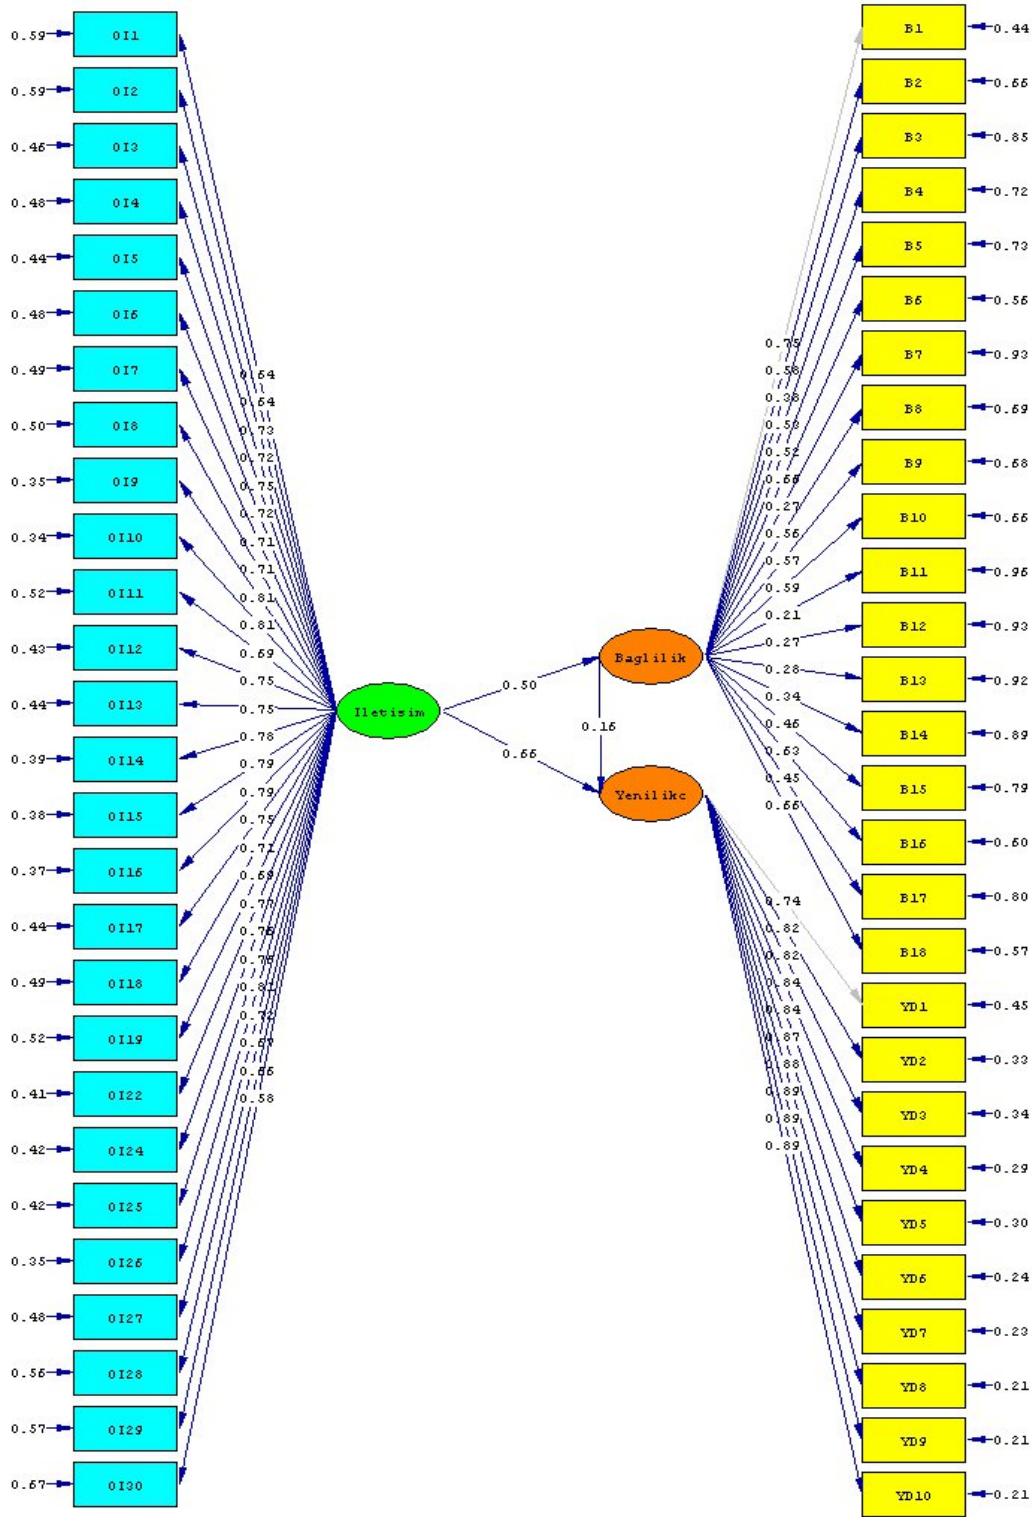 0.59 OI1
0.59 OI2
0.46 OI3
0.48 OI4
0.44 OI5
0.48 OI6
0.49 OI7
0.50 OI8
0.35 OI9
0.34 OI10
0.52 OI11
0.43 OI12
0.44 OI13
0.39 OI14
0.38 OI15
0.37 OI16
0.44 OI17
0.49 OI18
0.52 OI19
0.41 OI22
0.42 OI24
0.42 OI25
0.35 OI26
0.48 OI27
0.56 OI28
0.57 OI29
0.67 OI30
0.64
0.64
0.73
0.72
0.75
0.72
0.71
0.71
0.81
0.81
0.69
0.75
0.75
0.78
0.79
0.79
0.75
0.71
0.69
0.77
0.76
0.76
0.81
0.72
0.67
0.66
0.58
Iletisim
0.50
0.66
Baglilik
0.16
Yenilikc
0.75
0.58
0.38
0.53
0.52
0.66
0.27
0.56
0.57
0.59
0.21
0.27
0.28
0.34
0.46
0.63
0.45
0.66
0.74
0.82
0.82
0.84
0.84
0.87
0.88
0.89
0.89
0.89
B1 0.44
B2 0.66
B3 0.85
B4 0.72
B5 0.73
B6 0.56
B7 0.93
B8 0.69
B9 0.68
B10 0.66
B11 0.96
B12 0.93
B13 0.92
B14 0.89
B15 0.79
B16 0.60
B17 0.80
B18 0.57
YD1 0.45
YD2 0.33
YD3 0.34
YD4 0.29
YD5 0.30
YD6 0.24
YD7 0.23
YD8 0.21
YD9 0.21
YD10 0.21